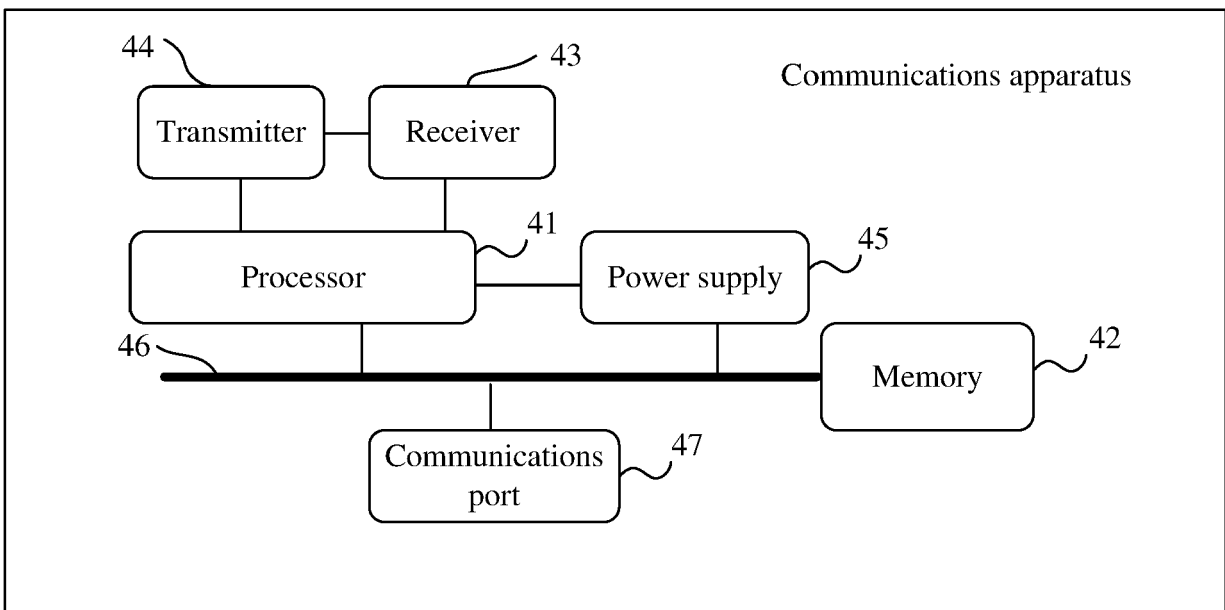 44
43
Communications apparatus
Transmitter
Receiver
41
45
Processor
Power supply
46
42
Memory
Communications
port
47